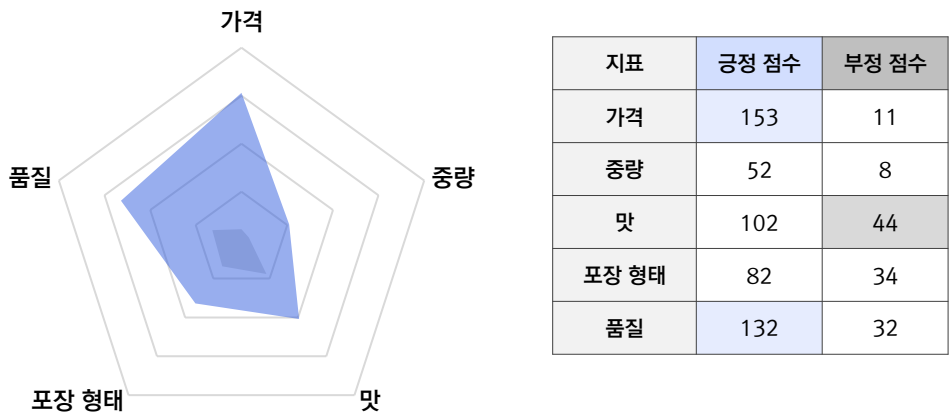 가격
중량
맛
포장 형태
품질
지표 긍정 점수 부정 점수
가격 153 11
중량 52 8
맛 102 44
포장 형태 82 34
품질 132 32